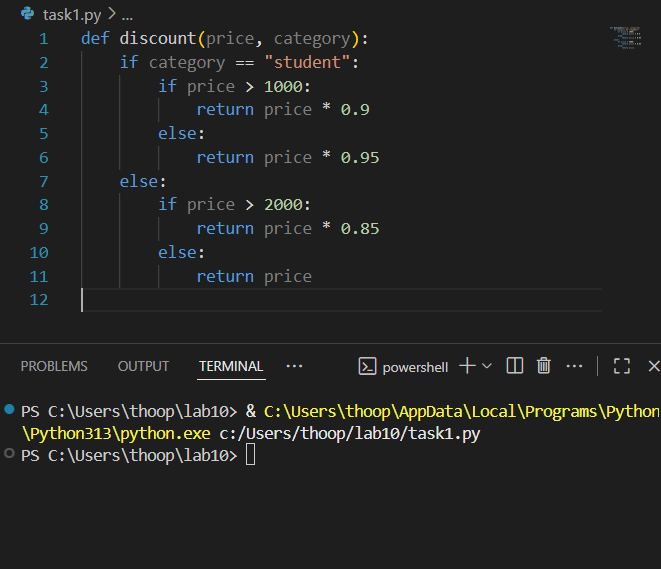 task1.py > ...
1 def discount(price, category):
2     if category == "student":
3         if price > 1000:
4             return price * 0.9
5         else:
6             return price * 0.95
7     else:
8         if price > 2000:
9             return price * 0.85
10         else:
11             return price
12
PROBLEMS OUTPUT TERMINAL ... powershell ...
PS C:\Users\thoop\lab10> & C:\Users\thoop\AppData\Local\Programs\Python
\Python313\python.exe c:/Users/thoop/lab10/task1.py
PS C:\Users\thoop\lab10>